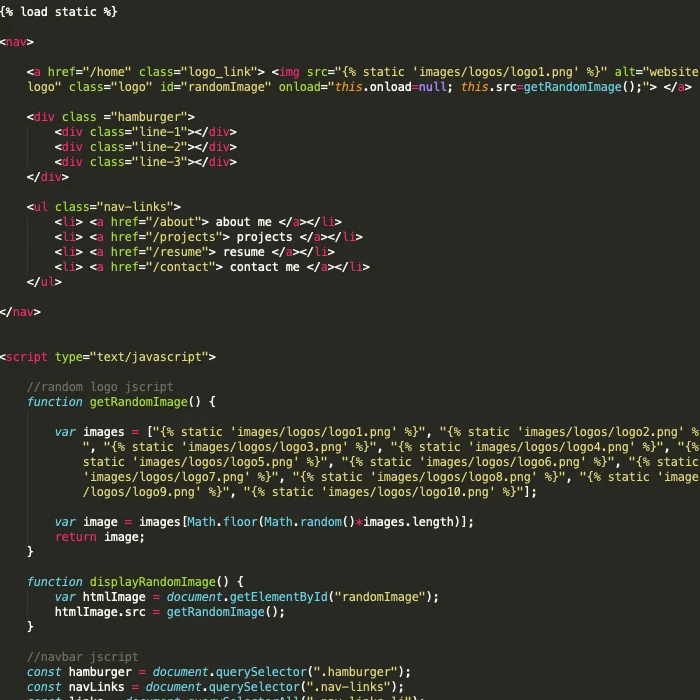 {% load static %}
<nav>
<a href="/home" class="logo_link"> <img src="{% static 'images/logos/logo1.png' %}" alt="website
logo" class="logo" id="randomImage" onload="this.onload=null; this.src=getRandomImage();"> </a>
<div class ="hamburger">
<div class="line-1"></div>
<div class="line-2"></div>
<div class="line-3"></div>
</div>
<ul class="nav-links">
<li> <a href="/about"> about me </a></li>
<li> <a href="/projects"> projects </a></li>
<li> <a href="/resume"> resume </a></li>
<li> <a href="/contact"> contact me </a></li>
</ul>
</nav>
<script type="text/javascript">
//random logo jscript
function getRandomImage() {
var images = ["{% static 'images/logos/logo1.png' %}", "{% static 'images/logos/logo2.png' %
", "{% static 'images/logos/logo3.png' %}", "{% static 'images/logos/logo4.png' %}", "{%
static 'images/logos/logo5.png' %}", "{% static 'images/logos/logo6.png' %}", "{% static
'images/logos/logo7.png' %}", "{% static 'images/logos/logo8.png' %}", "{% static 'images
/logos/logo9.png' %}", "{% static 'images/logos/logo10.png' %}"];
var image = images[Math.floor(Math.random()*images.length)];
return image;
}
function displayRandomImage() {
var htmlImage = document.getElementById("randomImage");
htmlImage.src = getRandomImage();
}
//navbar jscript
const hamburger = document.querySelector(".hamburger");
const navLinks = document.querySelector(".nav-links");
const links = document.querySelectorAll(".nav-links li");